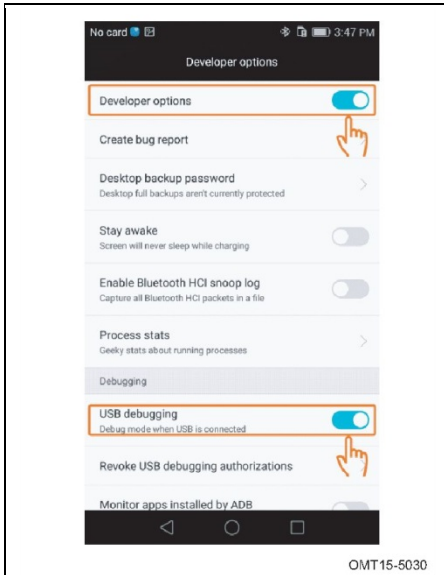 No card 3:47 PM
Developer options
Developer options
Create bug report
Desktop backup password
Desktop full backups aren't currently protected
Stay awake
Screen will never sleep while charging
Enable Bluetooth HCI snoop log
Capture all Bluetooth HCI packets in a file
Process stats
Geeky stats about running processes
Debugging
USB debugging
Debug mode when USB is connected
Revoke USB debugging authorizations
Monitor apps installed by ADB
OMT15-5030